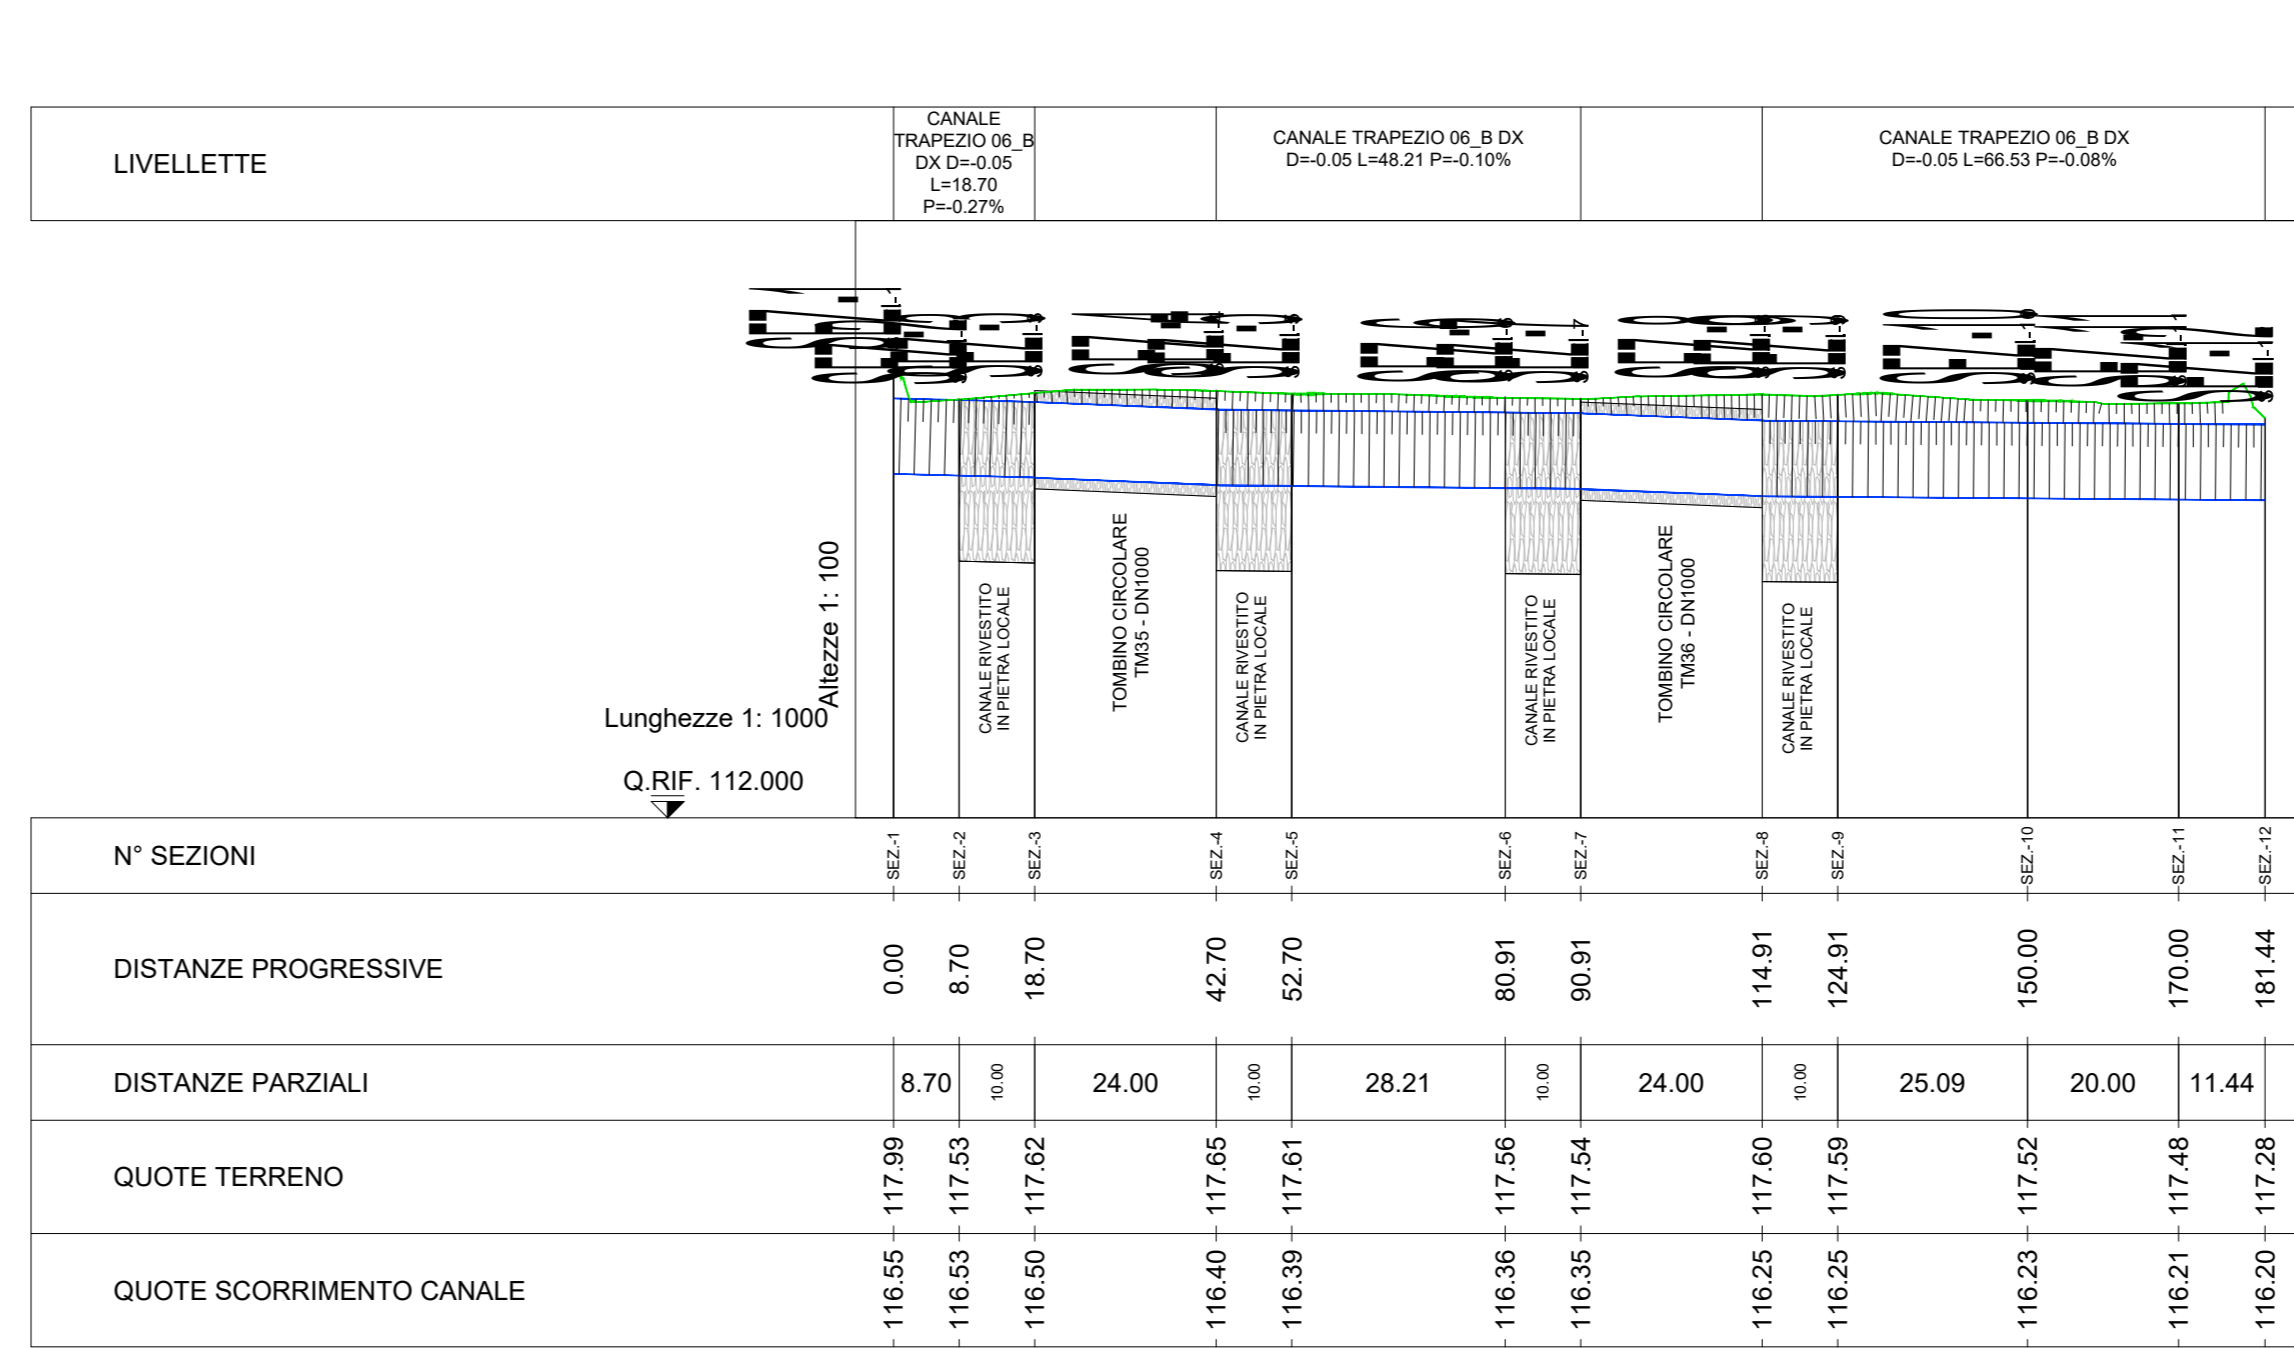 LIVELLETTE
CANALE
TRAPEZIO 06_B
DX D=-0.05
L=18.70
P=-0.27%
CANALE TRAPEZIO 06_B DX
D=-0.05 L=48.21 P=-0.10%
CANALE TRAPEZIO 06_B DX
D=-0.05 L=66.53 P=-0.08%
Altezze 1: 100
Lunghezze 1: 1000
Q.RIF. 112.000
CANALE RIVESTITO
IN PIETRA LOCALE
TOMBINO CIRCOLARE
TM35 - DN1000
CANALE RIVESTITO
IN PIETRA LOCALE
CANALE RIVESTITO
IN PIETRA LOCALE
TOMBINO CIRCOLARE
TM36 - DN1000
CANALE RIVESTITO
IN PIETRA LOCALE
N° SEZIONI
SEZ.-1
SEZ.-2
SEZ.-3
SEZ.-4
SEZ.-5
SEZ.-6
SEZ.-7
SEZ.-8
SEZ.-9
SEZ.-10
SEZ.-11
SEZ.-12
DISTANZE PROGRESSIVE
0.00
8.70
18.70
42.70
52.70
80.91
90.91
114.91
124.91
150.00
170.00
181.44
DISTANZE PARZIALI
8.70
10.00
24.00
10.00
28.21
10.00
24.00
10.00
25.09
20.00
11.44
QUOTE TERRENO
117.99
117.53
117.62
117.65
117.61
117.56
117.54
117.60
117.59
117.52
117.48
117.28
QUOTE SCORRIMENTO CANALE
116.55
116.53
116.50
116.40
116.39
116.36
116.35
116.25
116.25
116.23
116.21
116.20